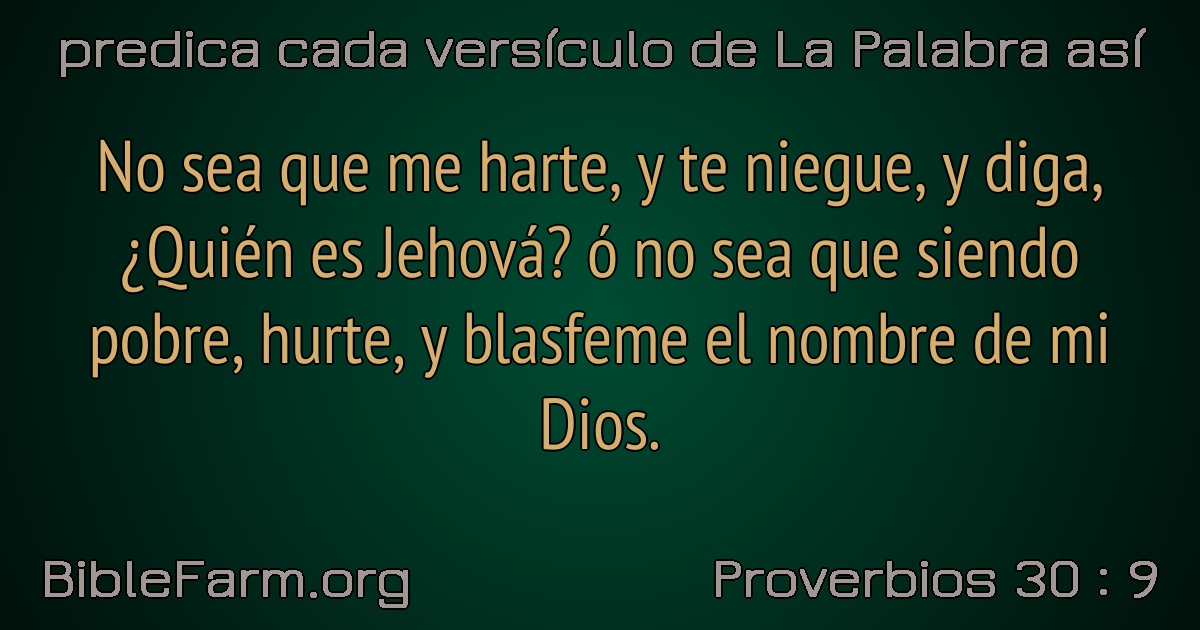 predica cada versículo de La Palabra así
No sea que me harte, y te niegue, y diga,
¿Quién es Jehová? ó no sea que siendo
pobre, hurte, y blasfeme el nombre de mi
Dios.
BibleFarm.org
Proverbios 30 : 9